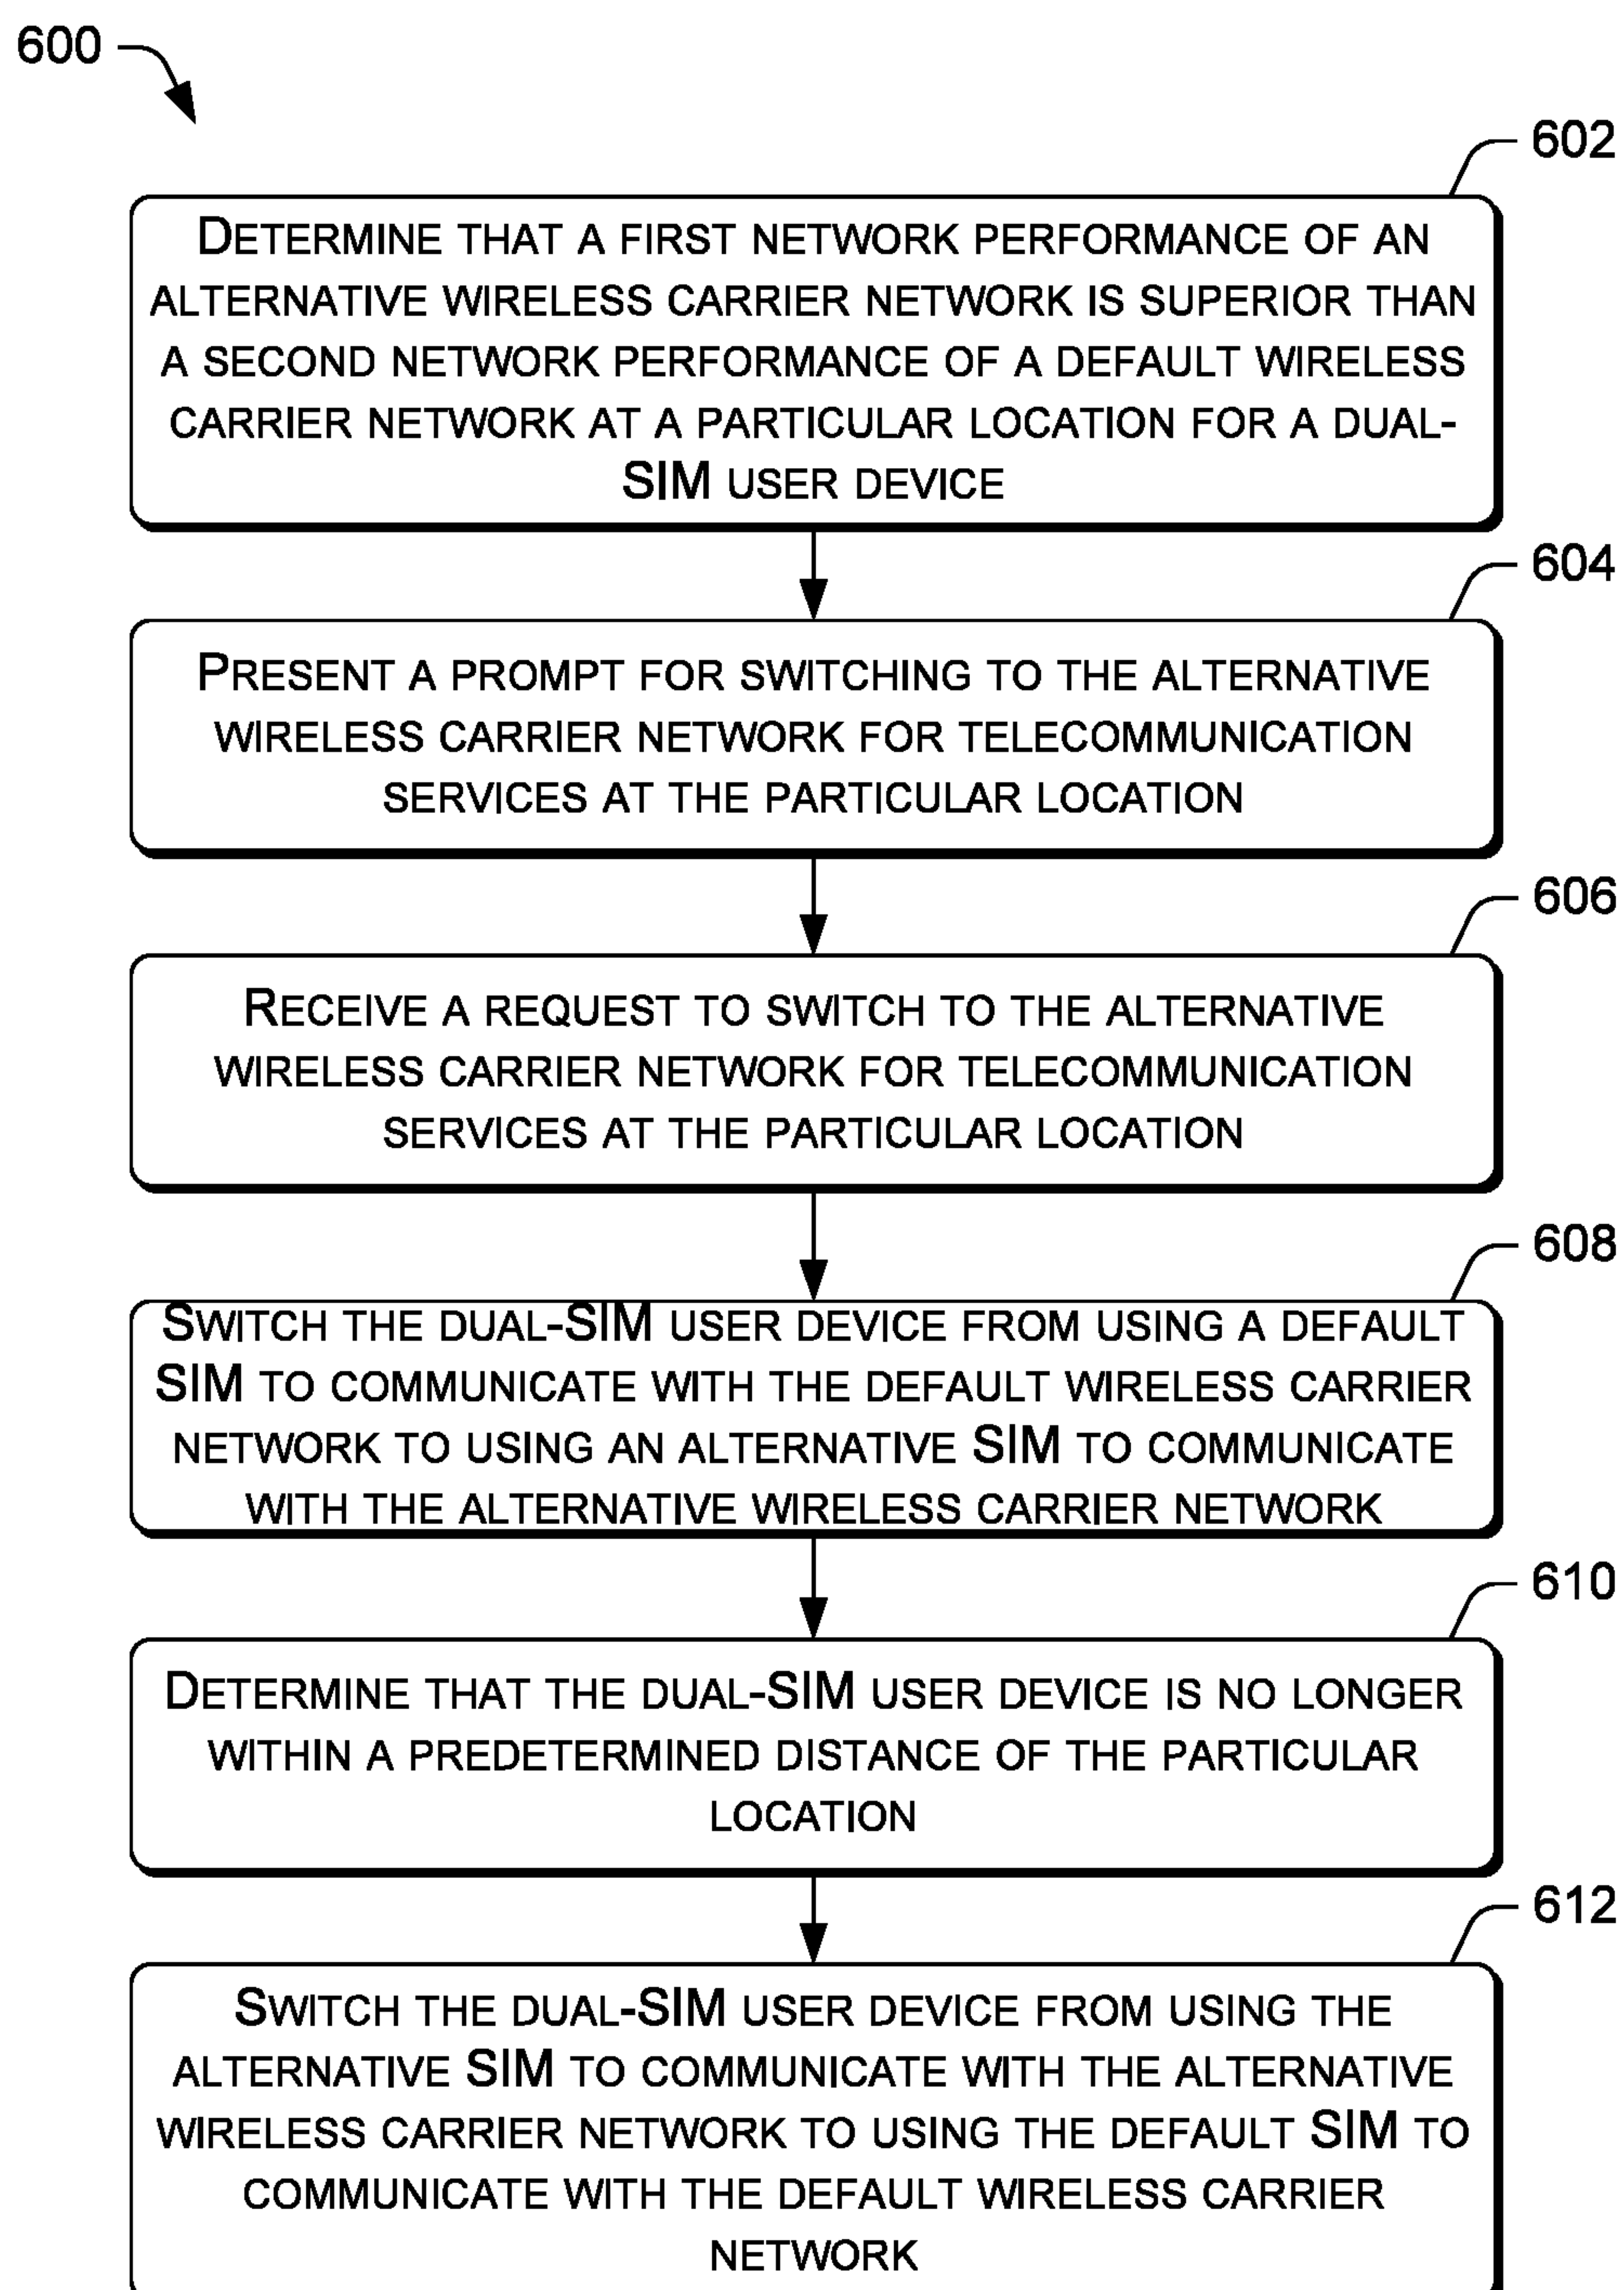 600
602
DETERMINE THAT A FIRST NETWORK PERFORMANCE OF AN
ALTERNATIVE WIRELESS CARRIER NETWORK IS SUPERIOR THAN
A SECOND NETWORK PERFORMANCE OF A DEFAULT WIRELESS
CARRIER NETWORK AT A PARTICULAR LOCATION FOR A DUAL-
SIM USER DEVICE
604
PRESENT A PROMPT FOR SWITCHING TO THE ALTERNATIVE
WIRELESS CARRIER NETWORK FOR TELECOMMUNICATION
SERVICES AT THE PARTICULAR LOCATION
606
RECEIVE A REQUEST TO SWITCH TO THE ALTERNATIVE
WIRELESS CARRIER NETWORK FOR TELECOMMUNICATION
SERVICES AT THE PARTICULAR LOCATION
608
SWITCH THE DUAL-SIM USER DEVICE FROM USING A DEFAULT
SIM TO COMMUNICATE WITH THE DEFAULT WIRELESS CARRIER
NETWORK TO USING AN ALTERNATIVE SIM TO COMMUNICATE
WITH THE ALTERNATIVE WIRELESS CARRIER NETWORK
610
DETERMINE THAT THE DUAL-SIM USER DEVICE IS NO LONGER
WITHIN A PREDETERMINED DISTANCE OF THE PARTICULAR
LOCATION
612
SWITCH THE DUAL-SIM USER DEVICE FROM USING THE
ALTERNATIVE SIM TO COMMUNICATE WITH THE ALTERNATIVE
WIRELESS CARRIER NETWORK TO USING THE DEFAULT SIM TO
COMMUNICATE WITH THE DEFAULT WIRELESS CARRIER
NETWORK